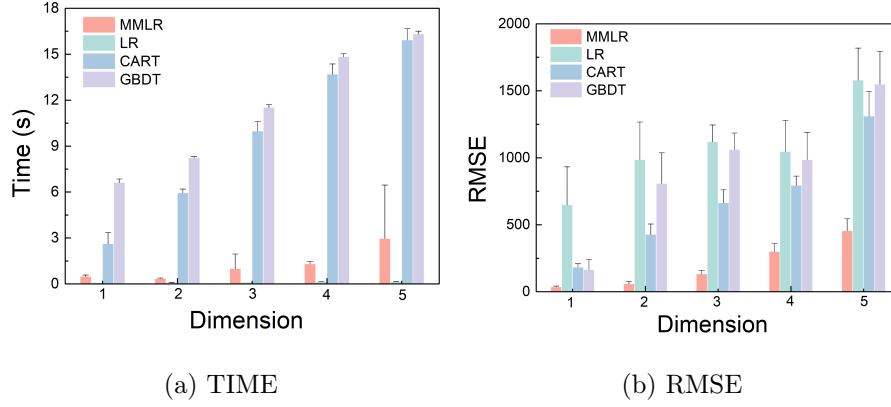 18
15
12
9
6
3
0
Time (s)
MMLR
LR
CART
GBDT
1 2 3 4 5
Dimension
(a) TIME
2000
1500
1000
500
0
RMSE
MMLR
LR
CART
GBDT
1 2 3 4 5
Dimension
(b) RMSE